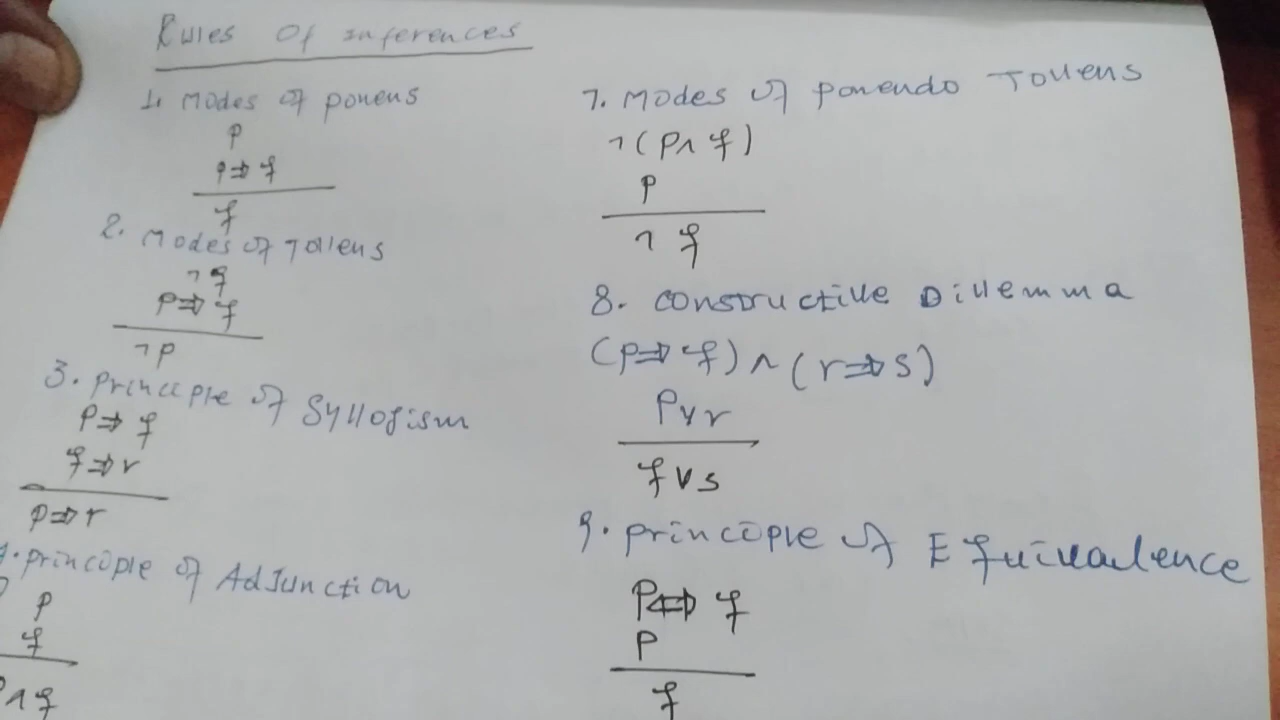 Rules Of inferences
1. Modes of ponens
p
p⇒q
q
2. Modes of Tollens
¬q
p⇒q
¬p
3. principle of Syllogism
p⇒q
q⇒r
p⇒r
principle of AdJunction
p
q
p∧q
7. Modes of ponendo Tollens
¬(p∧q)
p
¬q
8. constructive Dillemma
(p⇒q)∧(r⇒s)
p∨r
q∨s
9. principle of Equivalence
p⇔q
p
q